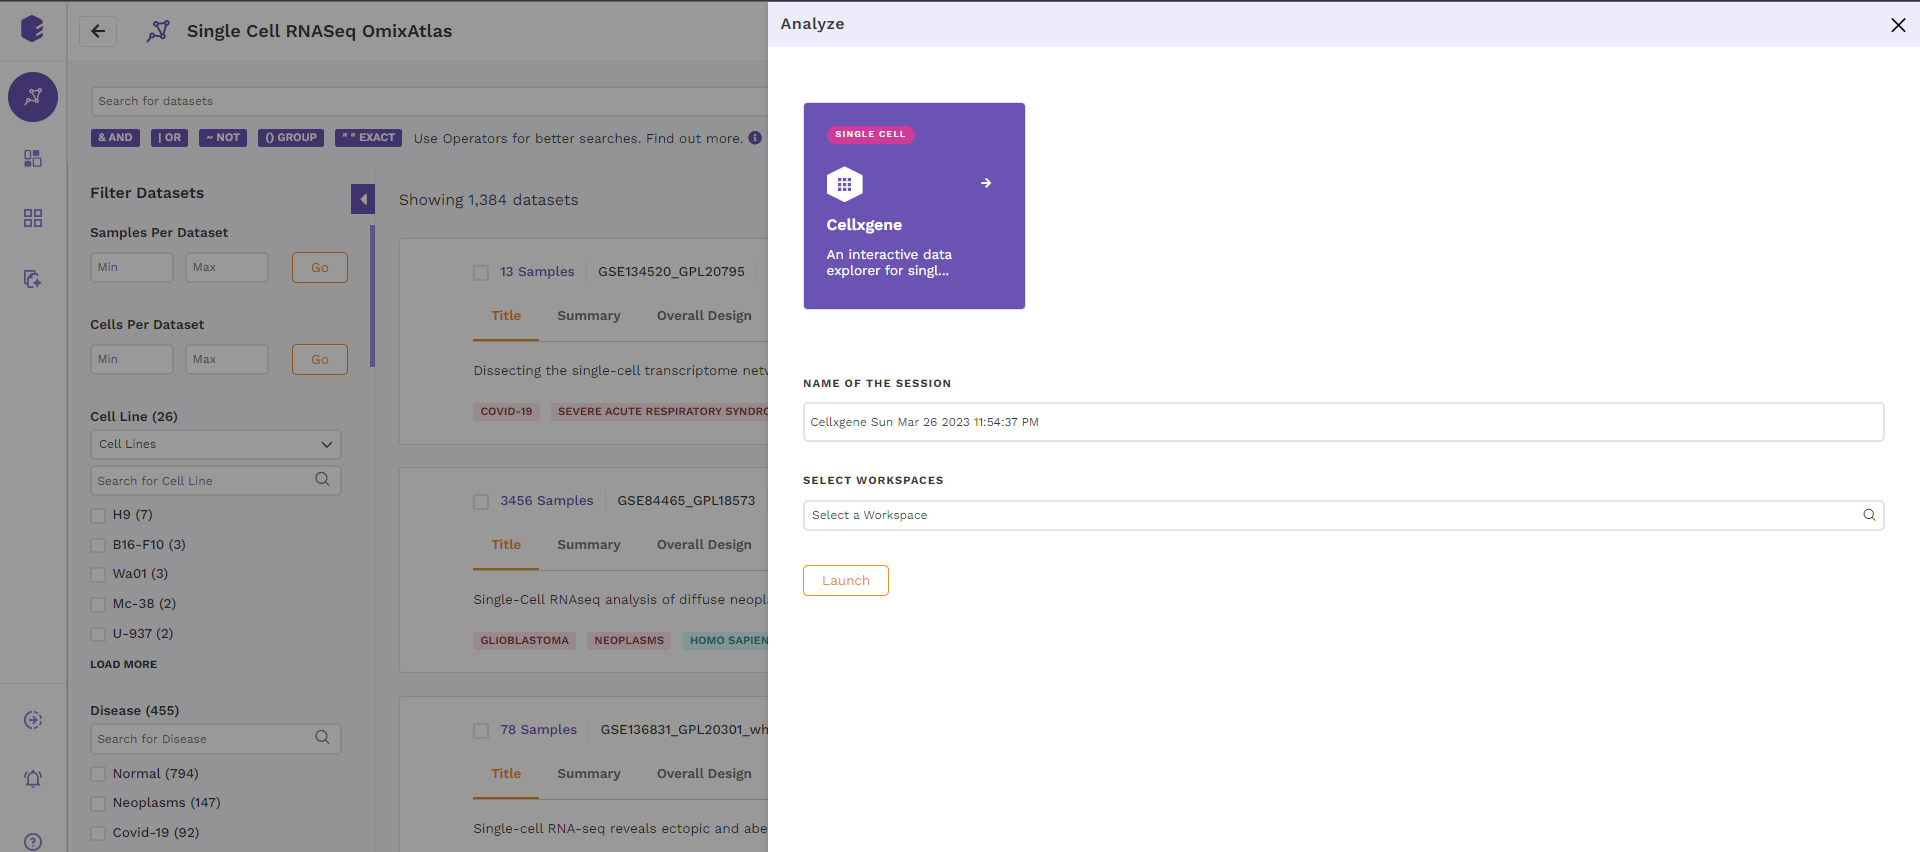 Single Cell RNASeq OmixAtlas
Search for datasets
& AND | OR ~ NOT () GROUP " " EXACT Use Operators for better searches. Find out more.
Filter Datasets
Samples Per Dataset
Min Max Go
Cells Per Dataset
Min Max Go
Cell Line (26)
Cell Lines
Search for Cell Line
H9 (7)
B16-F10 (3)
Wa01 (3)
Mc-38 (2)
U-937 (2)
LOAD MORE
Disease (455)
Search for Disease
Normal (794)
Neoplasms (147)
Covid-19 (92)
Showing 1,384 datasets
13 Samples GSE134520_GPL20795
Title Summary Overall Design
Dissecting the single-cell transcriptome netw
COVID-19 SEVERE ACUTE RESPIRATORY SYNDRO
3456 Samples GSE84465_GPL18573
Title Summary Overall Design
Single-Cell RNAseq analysis of diffuse neopl
GLIOBLASTOMA NEOPLASMS HOMO SAPIEN
78 Samples GSE136831_GPL20301_wh
Title Summary Overall Design
Single-cell RNA-seq reveals ectopic and abe
Analyze
SINGLE CELL
Cellxgene
An interactive data
explorer for singl...
NAME OF THE SESSION
Cellxgene Sun Mar 26 2023 11:54:37 PM
SELECT WORKSPACES
Select a Workspace
Launch